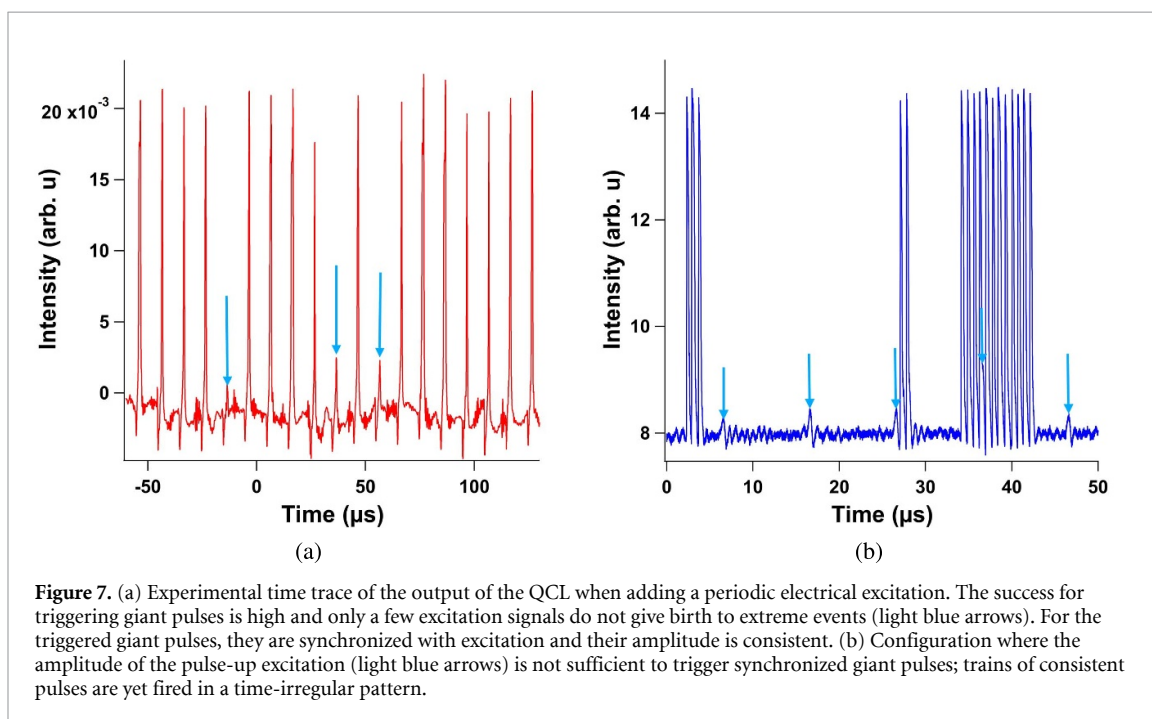 20 x10-3
15
10
5
0
Intensity (arb. u)
-50 0 50 100
Time (µs)
(a)
14
12
10
8
Intensity (arb. u)
0 10 20 30 40 50
Time (µs)
(b)
Figure 7. (a) Experimental time trace of the output of the QCL when adding a periodic electrical excitation. The success for
triggering giant pulses is high and only a few excitation signals do not give birth to extreme events (light blue arrows). For the
triggered giant pulses, they are synchronized with excitation and their amplitude is consistent. (b) Configuration where the
amplitude of the pulse-up excitation (light blue arrows) is not sufficient to trigger synchronized giant pulses; trains of consistent
pulses are yet fired in a time-irregular pattern.